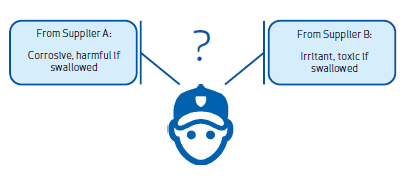 From Supplier A:
Corrosive, harmful if
swallowed
?
From Supplier B:
Irritant, toxic if
swallowed